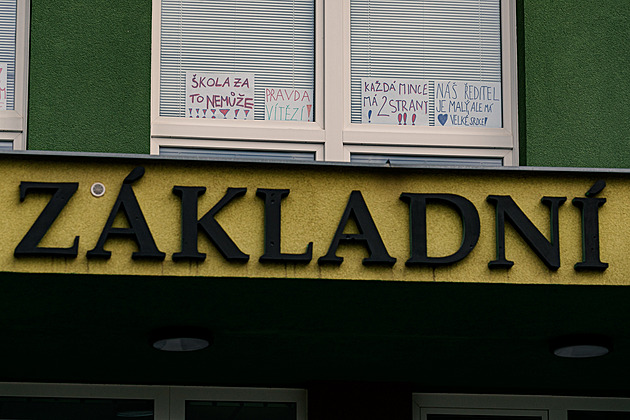 ŠKOLA ZA
TO NEMŮŽE
PRAVDA
VÍTĚZÍ!
KAŽDÁ MINCE
MÁ 2 STRANY
NÁŠ ŘEDITEL
JE MALÝ, ALE MÁ
VELKÉ SRDCE!
ZÁKLADNÍ